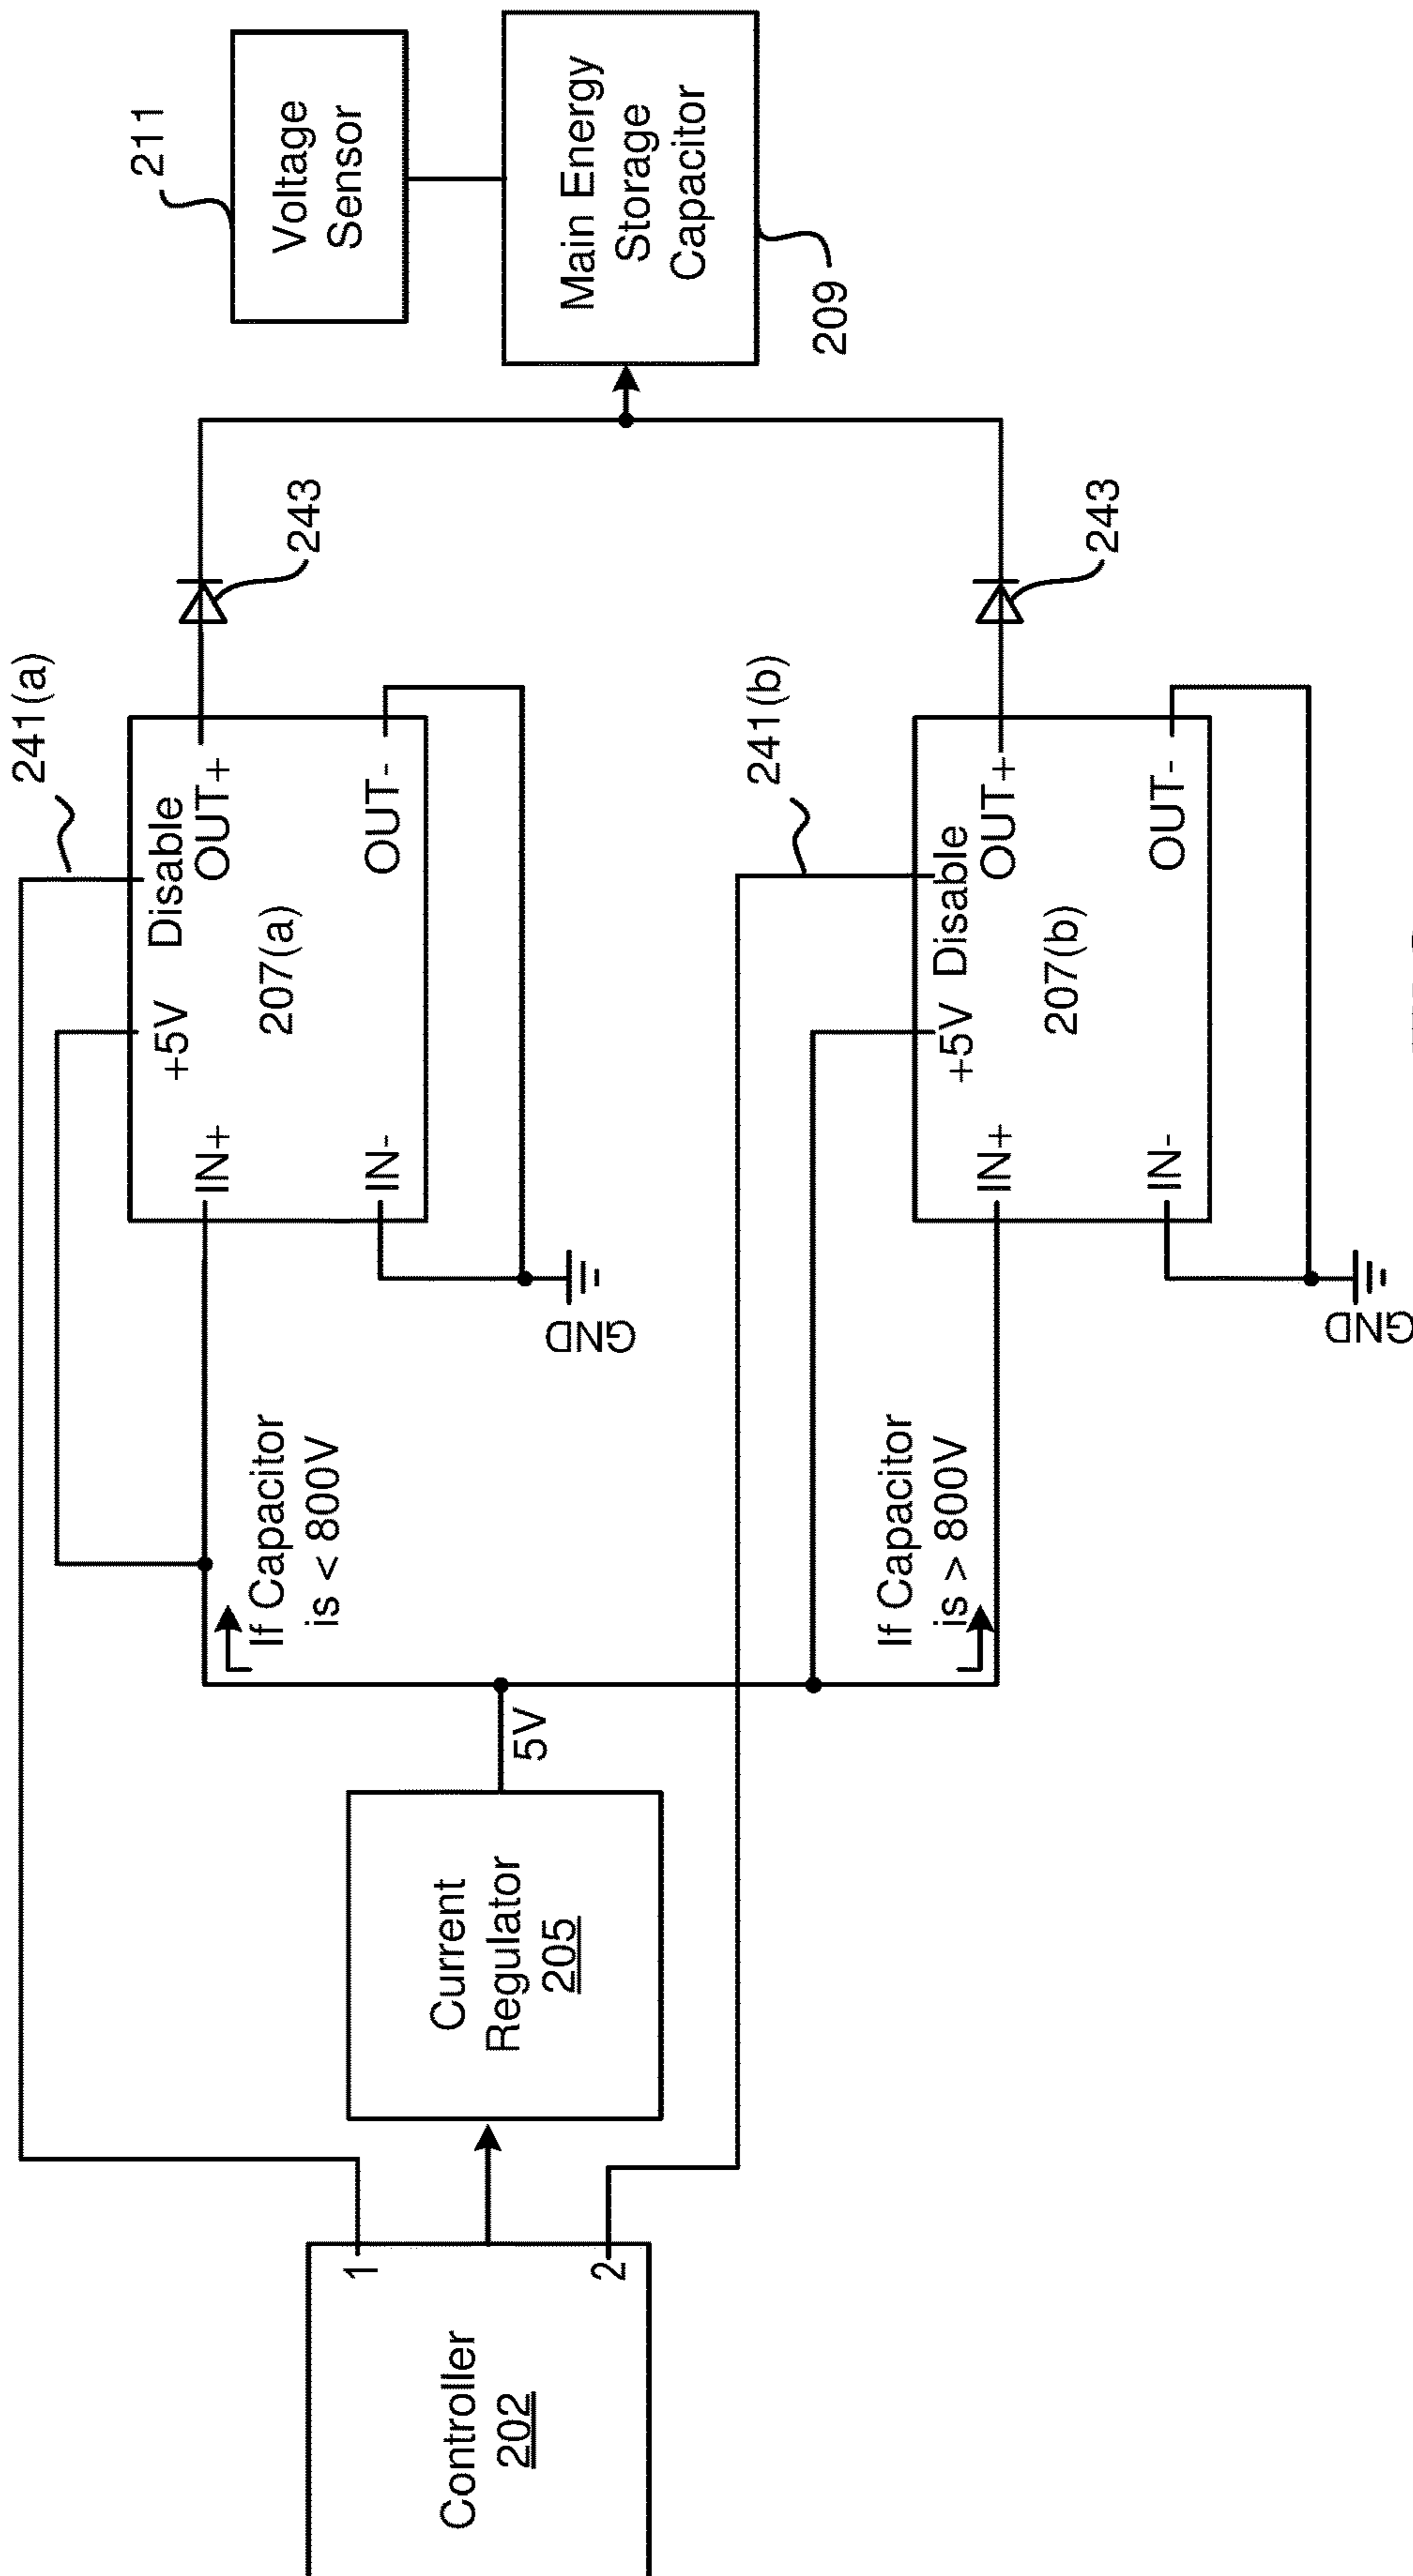 Controller
202
1
2
Current
Regulator
205
5V
If Capacitor
is < 800V
If Capacitor
is > 800V
241(a)
+5V
Disable
IN+
OUT+
207(a)
IN-
OUT-
GND
243
241(b)
+5V
Disable
IN+
OUT+
207(b)
IN-
OUT-
GND
243
211
Voltage
Sensor
Main Energy
Storage
Capacitor
209